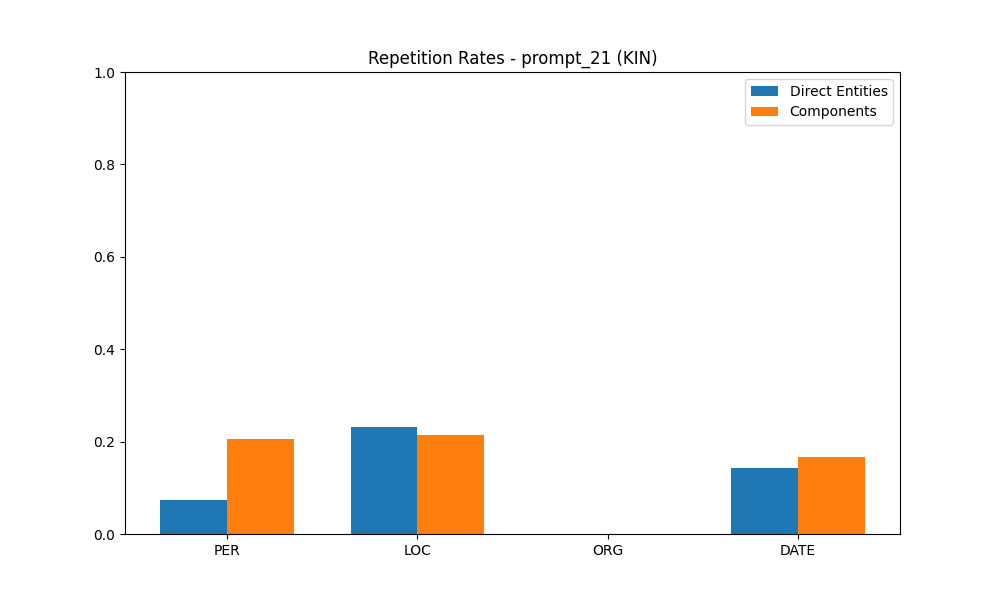 Repetition Rates - prompt_21 (KIN)
Direct Entities
Components
1.0
0.8
0.6
0.4
0.2
0.0
PER LOC ORG DATE